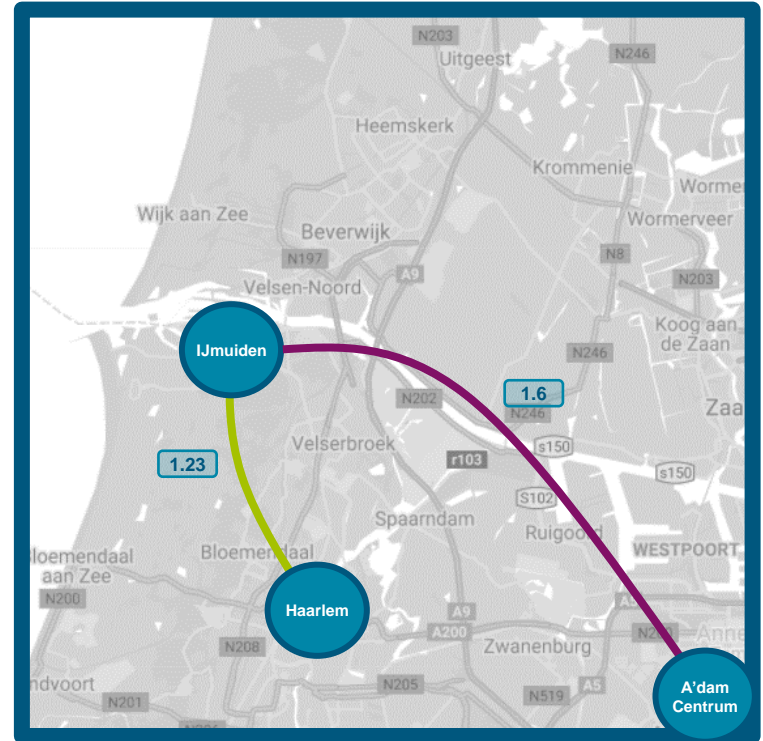 N203
Uitgeest
N246
Heemskerk
Krommenie
Wormer
Wijk aan Zee
Wormerveer
Beverwijk
N8
N197
A9
N203
Velsen-Noord
Koog aan
de Zaan
IJmuiden
N246
1.6
N202
N246
Zaa
Velserbroek
s150
1.23
r103
s150
S102
Spaarndam
Ruigoord
WESTPOORT
Bloemendaal
loemendaal
aan Zee
N200
Haarlem
A9
A200
Zwanenburg
Anne
N208
ndvoort
N205
A5
N519
N201
A'dam
Centrum